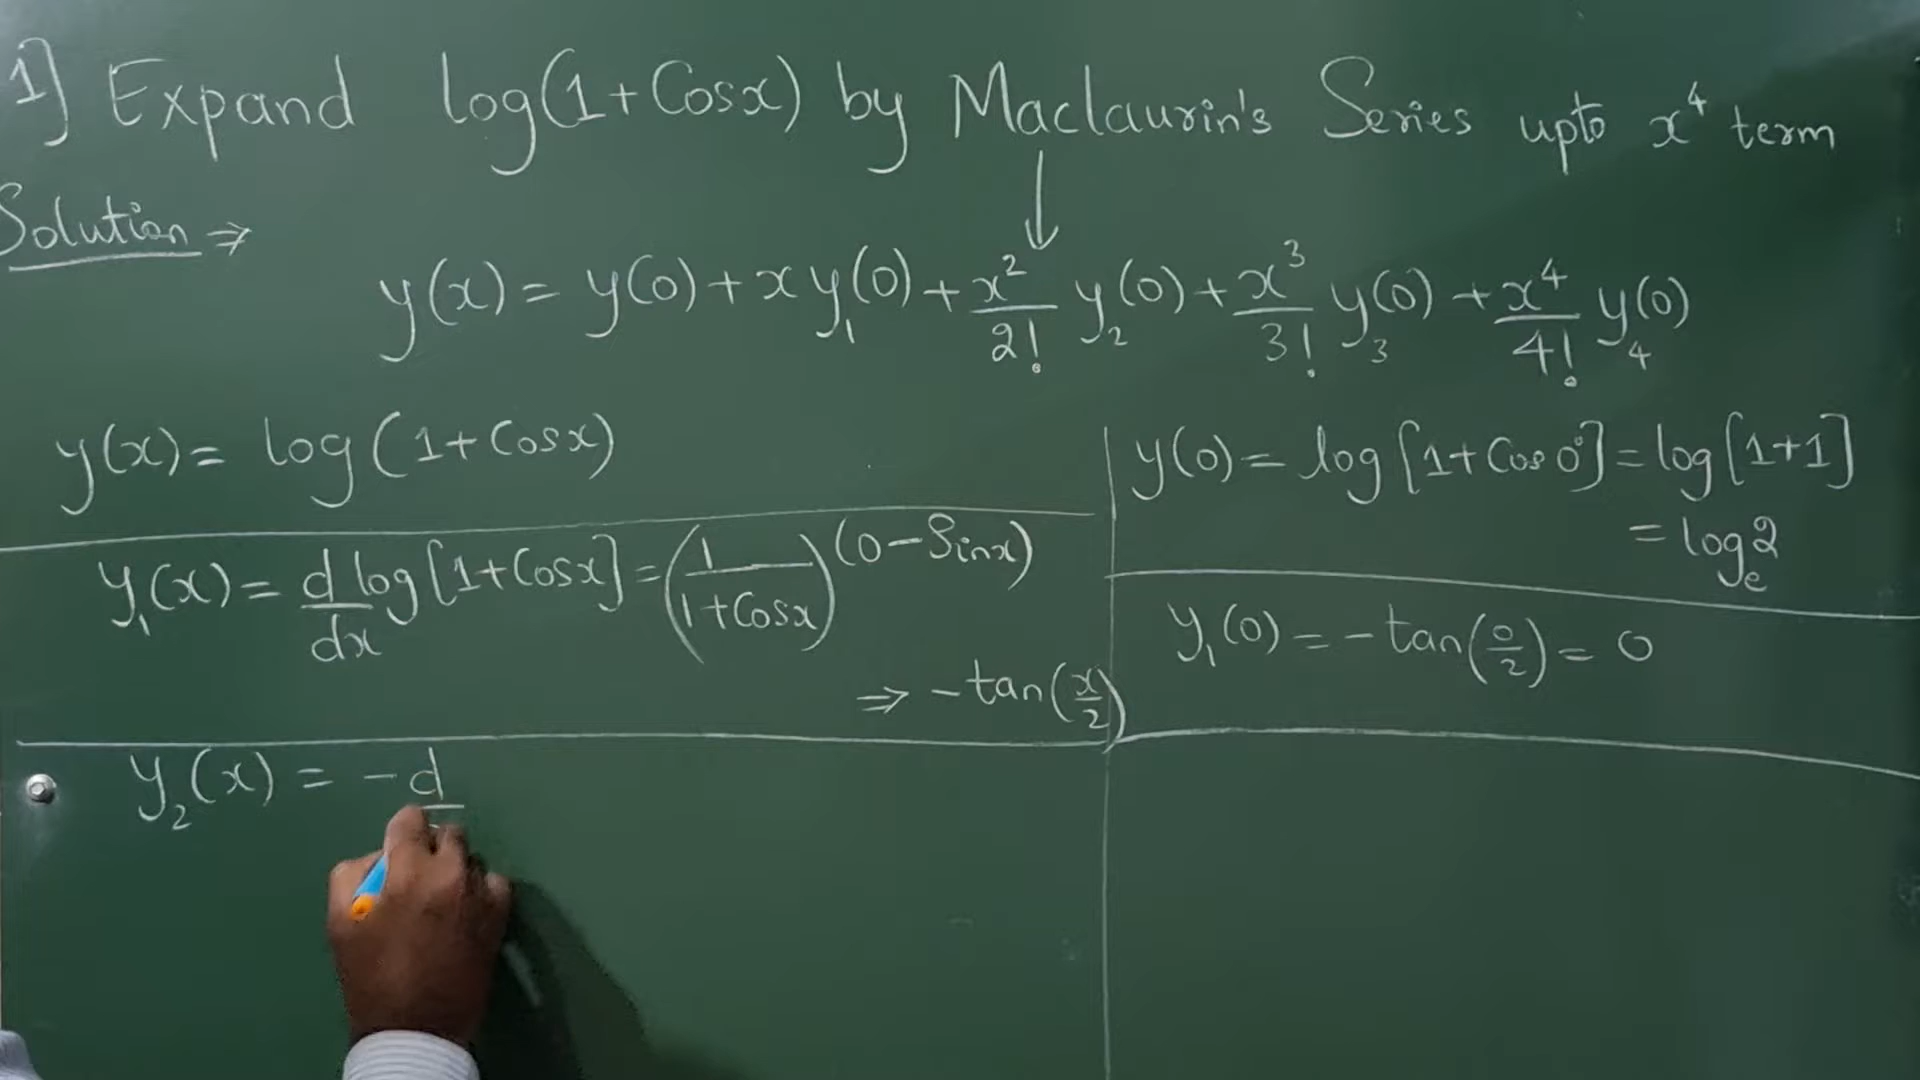 1] Expand log(1+Cosx) by Maclaurin's Series upto x⁴ term
Solution ⇒
y(x) = y(0) + x y₁(0) + x²/2! y₂(0) + x³/3! y₃(0) + x⁴/4! y₄(0)
y(x) = log(1+Cosx)
y(0) = log[1+Cos0°] = log[1+1]
= logₑ2
y₁(x) = d/dx log[1+Cosx] = (1/1+Cosx)(0-Sinx)
⇒ -tan(x/2)
y₁(0) = -tan(0/2) = 0
y₂(x) = -d